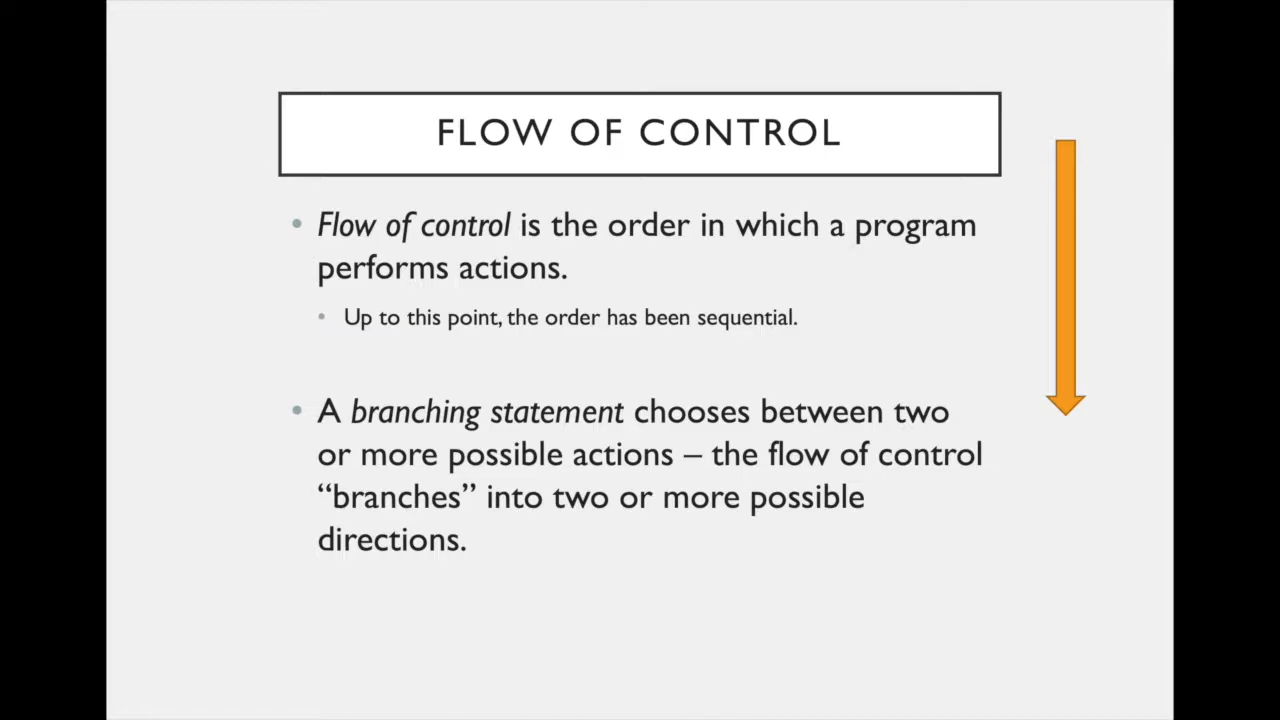 FLOW OF CONTROL
• Flow of control is the order in which a program
performs actions.
• Up to this point, the order has been sequential.
• A branching statement chooses between two
or more possible actions – the flow of control
“branches” into two or more possible
directions.